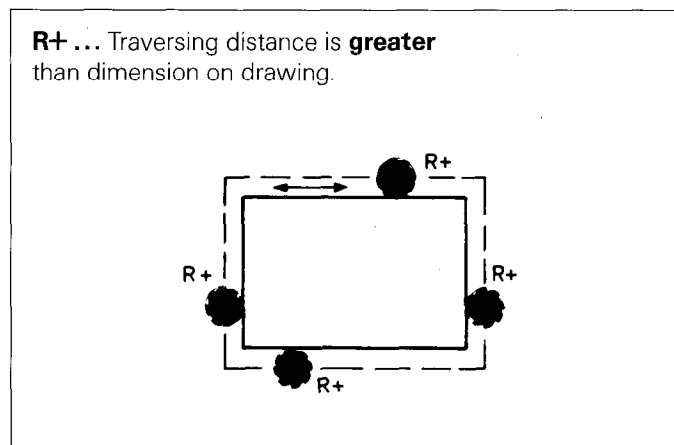 R+ ... Traversing distance is greater
than dimension on drawing.
R+
R+
R+
R+